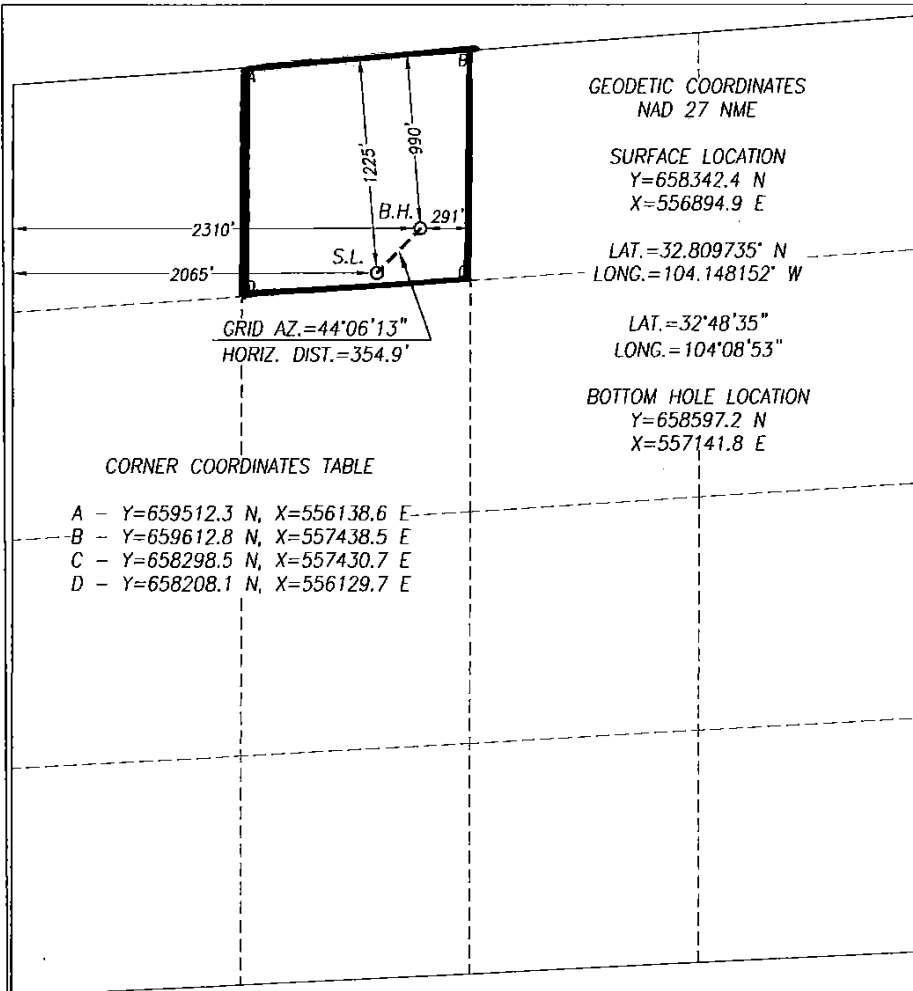 A
B
GEODETIC COORDINATES
NAD 27 NME
SURFACE LOCATION
Y=658342.4 N
X=556894.9 E
1225'
990'
B.H.
291'
2310'
S.L.
2065'
D
C
LAT.=32.809735° N
LONG.=104.148152° W
GRID AZ.=44°06'13"
HORIZ. DIST.=354.9'
LAT.=32°48'35"
LONG.=104°08'53"
BOTTOM HOLE LOCATION
Y=658597.2 N
X=557141.8 E
CORNER COORDINATES TABLE
A - Y=659512.3 N, X=556138.6 E
B - Y=659612.8 N, X=557438.5 E
C - Y=658298.5 N, X=557430.7 E
D - Y=658208.1 N, X=556129.7 E